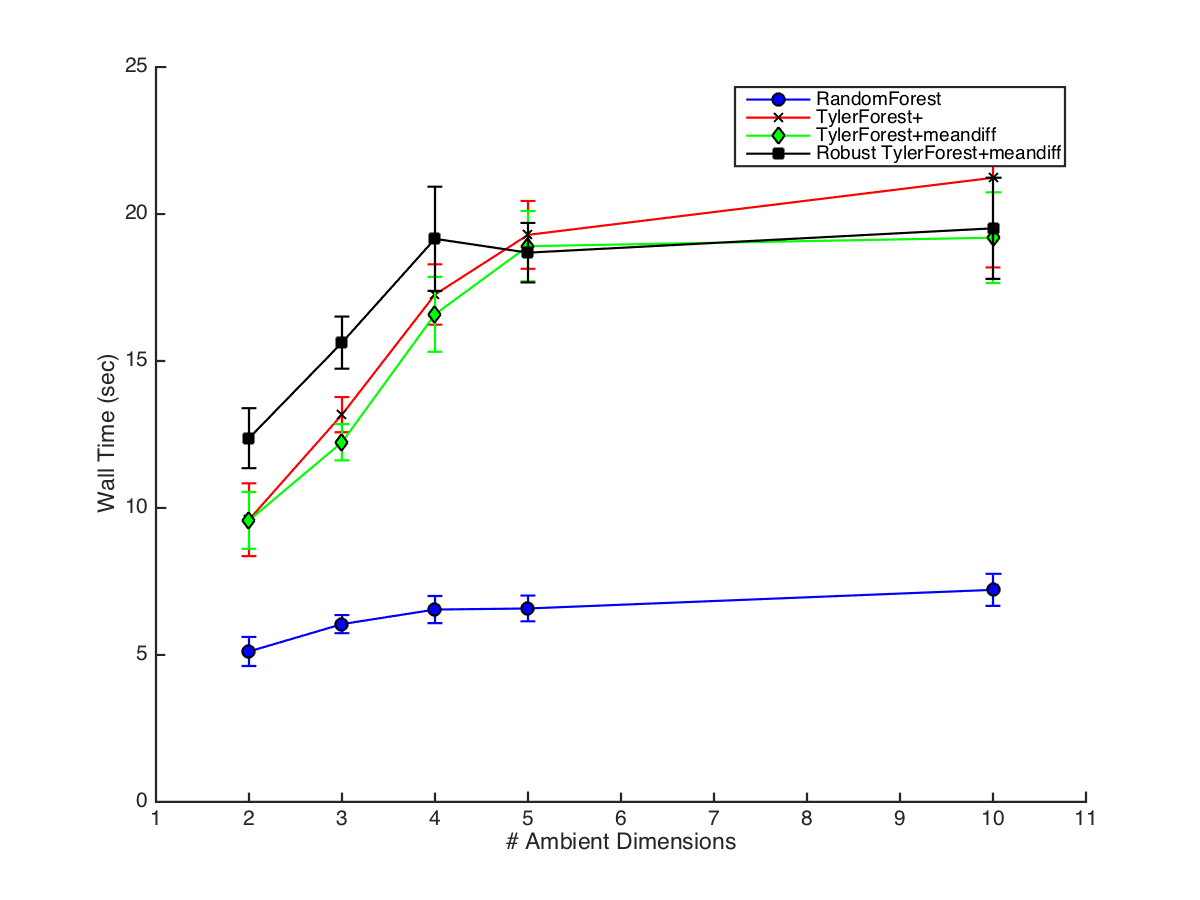 25
20
15
10
5
0
Wall Time (sec)
RandomForest
TylerForest+
TylerForest+meandiff
Robust TylerForest+meandiff
1 2 3 4 5 6 7 8 9 10 11
# Ambient Dimensions